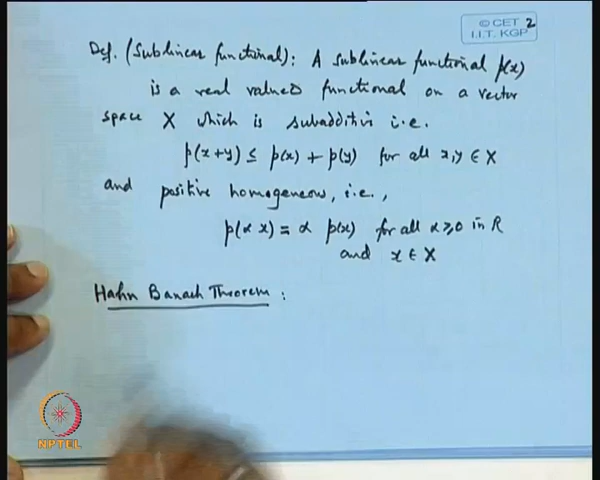 © CET
I.I.T. KGP
2
Def. (Sublinear functional): A sublinear functional p(x)
is a real valued functional on a vector
space X which is subadditive i.e.
p(x+y) ≤ p(x) + p(y) for all x, y ∈ X
and positive homogeneous, i.e.,
p(α x) = α p(x) for all α ≥ 0 in R
and x ∈ X
Hahn Banach Theorem :
NPTEL